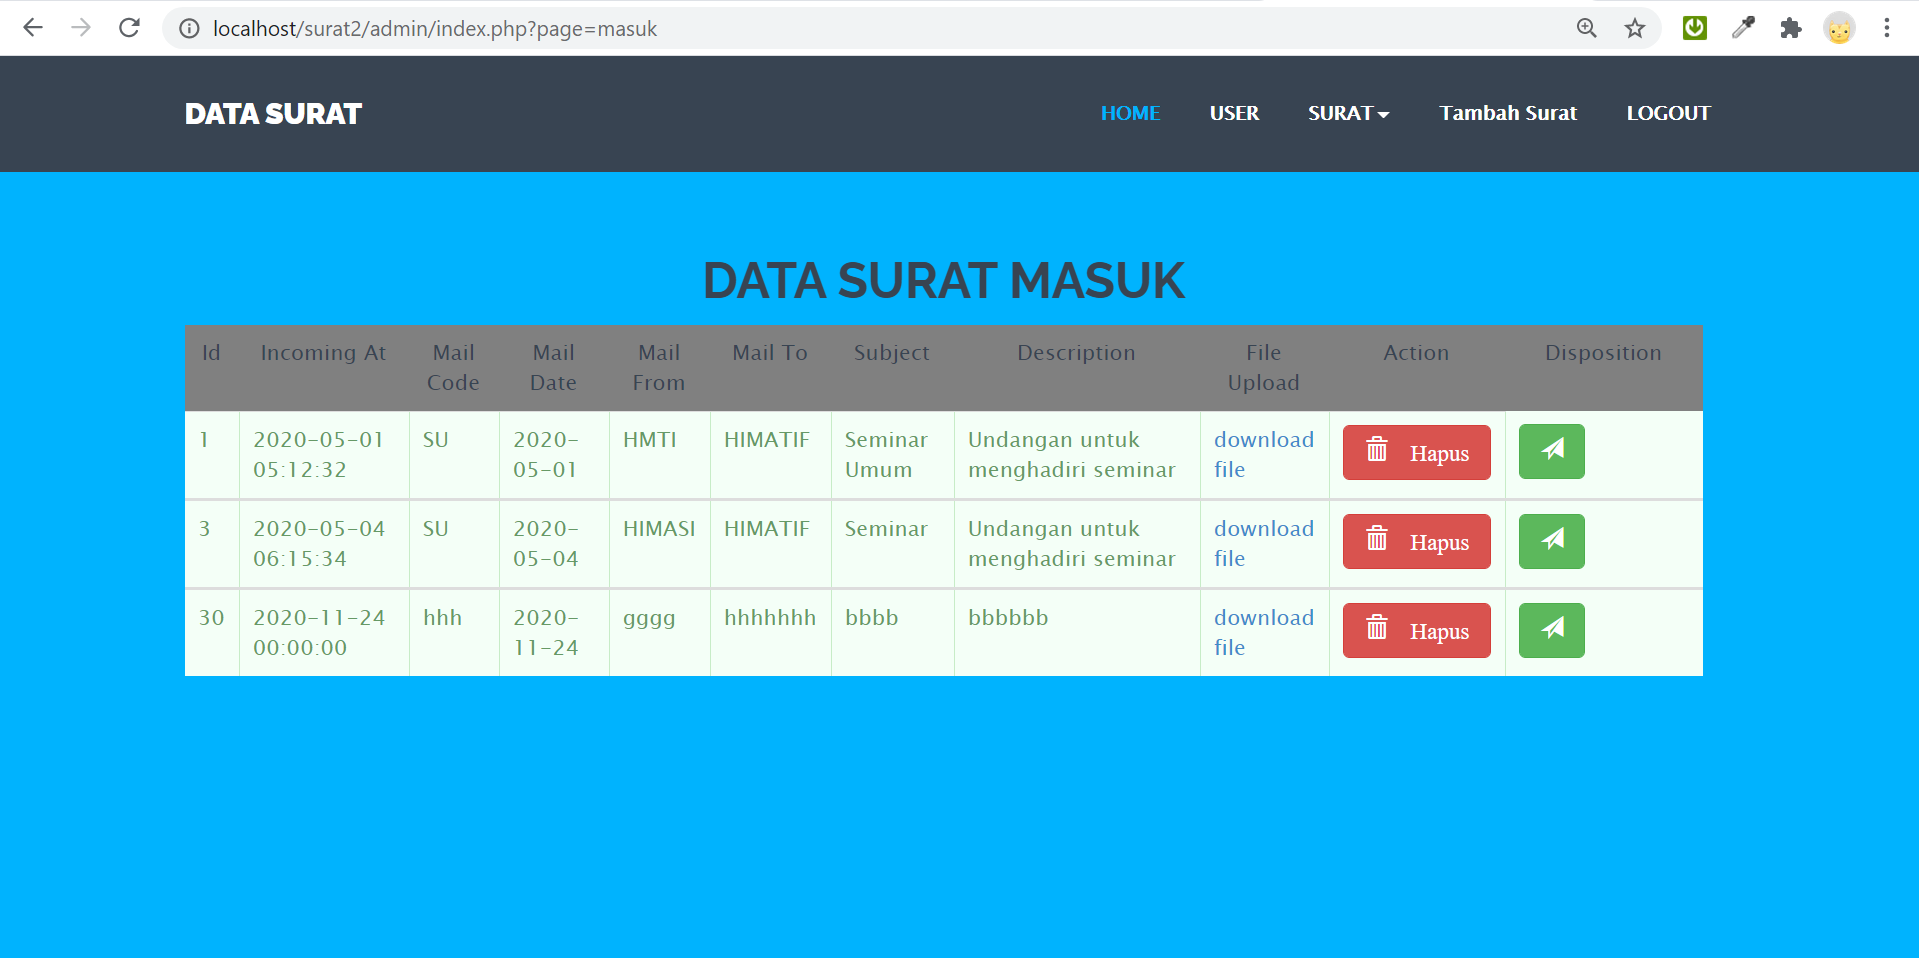 localhost/surat2/admin/index.php?page=masuk
DATA SURAT HOME USER SURAT Tambah Surat LOGOUT
DATA SURAT MASUK
Id Incoming At Mail Mail Mail Mail To Subject Description File Action Disposition
Code Date From Upload
1 2020-05-01 SU 2020- HMTI HIMATIF Seminar Undangan untuk download Hapus
05:12:32 05-01 Umum menghadiri seminar file
3 2020-05-04 SU 2020- HIMASI HIMATIF Seminar Undangan untuk download Hapus
06:15:34 05-04 menghadiri seminar file
30 2020-11-24 hhh 2020- gggg hhhhhhh bbbb bbbbbb download Hapus
00:00:00 11-24 file